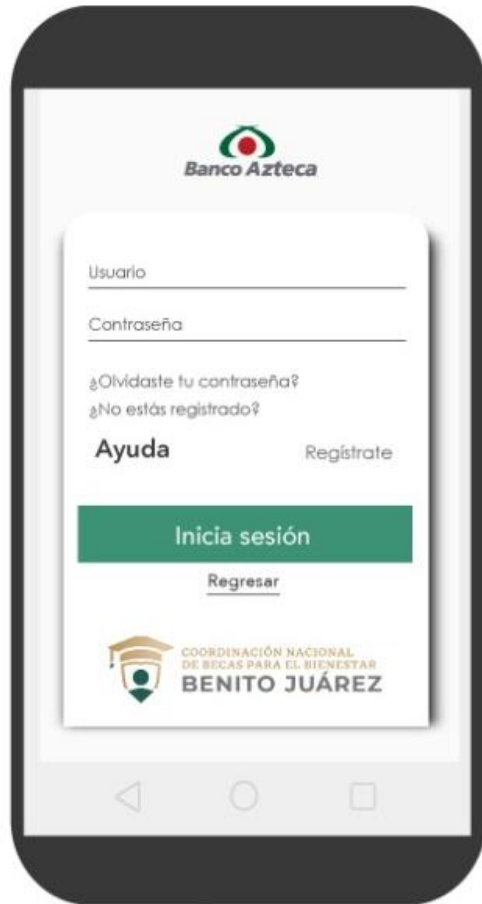 Banco Azteca
Usuario
Contraseña
¿Olvidaste tu contraseña?
¿No estás registrado?
Ayuda
Regístrate
Inicia sesión
Regresar
COORDINACIÓN NACIONAL
DE BECAS PARA EL BIENESTAR
BENITO JUÁREZ